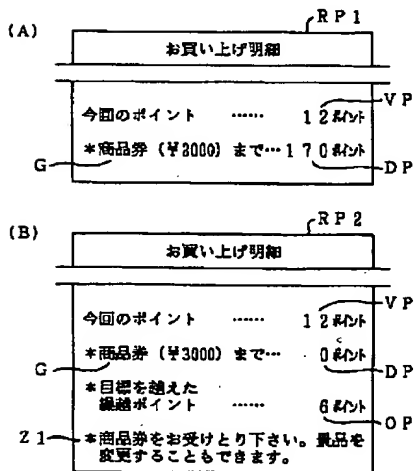 (A)
RP1
お買い上げ明細
VP
今回のポイント …… 12ポイント
*商品券(¥3000)まで…170ポイント
G
DP
(B)
RP2
お買い上げ明細
VP
今回のポイント …… 12ポイント
*商品券(¥3000)まで… 0ポイント
G
DP
*目標を越えた
繰越ポイント …… 6ポイント
OP
Z1
*商品券をお受けとり下さい。景品を
変更することもできます。